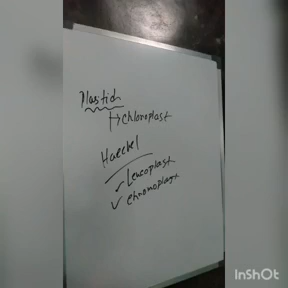 Plastid
→ Chloroplast
Haeckel
✓ Leucoplast
✓ Chromoplast
InShOt